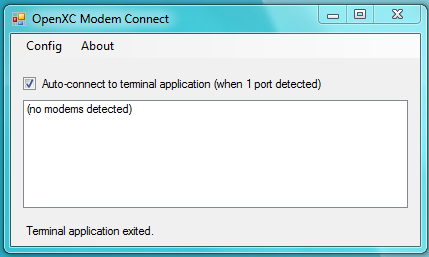 OpenXC Modem Connect
Config About
Auto-connect to terminal application (when 1 port detected)
(no modems detected)
Terminal application exited.